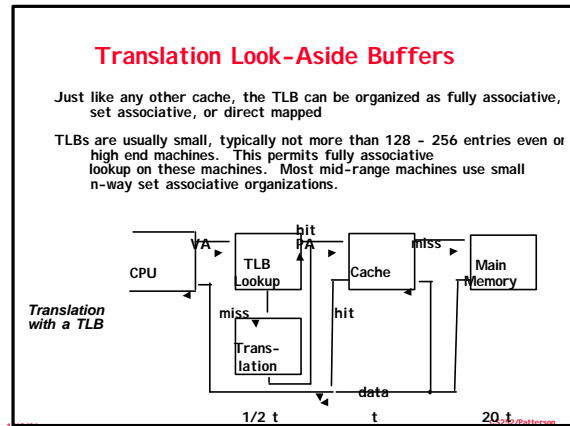 Translation Look-Aside Buffers
Just like any other cache, the TLB can be organized as fully associative,
set associative, or direct mapped
TLBs are usually small, typically not more than 128 - 256 entries even on
high end machines. This permits fully associative
lookup on these machines. Most mid-range machines use small
n-way set associative organizations.
hit
VA
PA
miss
CPU
TLB
Lookup
Cache
Main
Memory
Translation
with a TLB
miss
hit
Trans-
lation
data
1/2 t
t
20 t